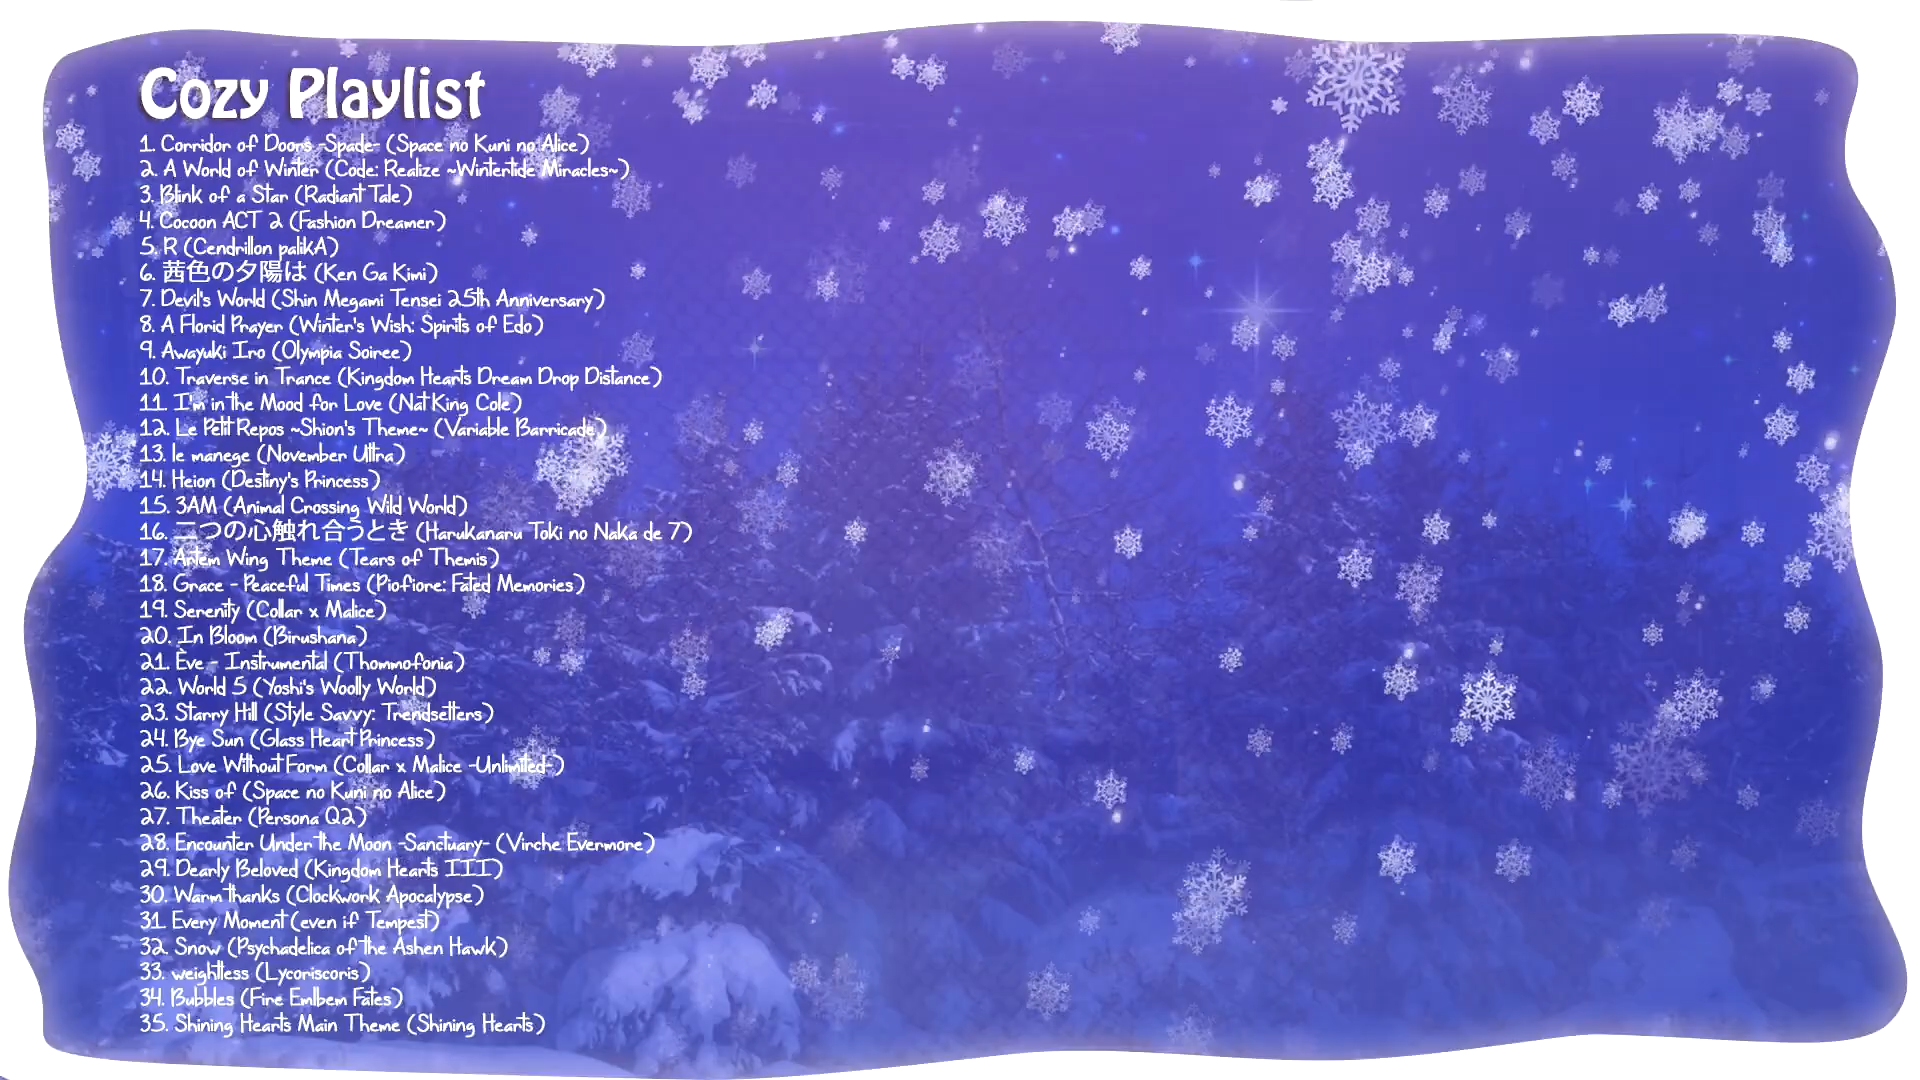 Cozy Playlist
1. Corridor of Doors -Spade- (Space no Kuni no Alice)
2. A World of Winter (Code: Realize ~Wintertide Miracles~)
3. Blink of a Star (Radiant Tale)
4. Cocoon ACT 2 (Fashion Dreamer)
5. R (Cendrillon palikA)
6. 茜色の夕陽は (Ken Ga Kimi)
7. Devil's World (Shin Megami Tensei 25th Anniversary)
8. A Florid Prayer (Winter's Wish: Spirits of Edo)
9. Awayuki Iro (Olympia Soiree)
10. Traverse in Trance (Kingdom Hearts Dream Drop Distance)
11. I'm in the Mood for Love (Nat King Cole)
12. Le Petit Repos ~Shion's Theme~ (Variable Barricade)
13. le manege (November Ultra)
14. Heion (Destiny's Princess)
15. 3AM (Animal Crossing Wild World)
16. 二つの心触れ合うとき (Harukanaru Toki no Naka de 7)
17. Artem Wing Theme (Tears of Themis)
18. Grace - Peaceful Times (Piofiore: Fated Memories)
19. Serenity (Collar x Malice)
20. In Bloom (Birushana)
21. Ève - Instrumental (Thommofonia)
22. World 5 (Yoshi's Woolly World)
23. Starry Hill (Style Savvy: Trendsetters)
24. Bye Sun (Glass Heart Princess)
25. Love Without Form (Collar x Malice -Unlimited-)
26. Kiss of (Space no Kuni no Alice)
27. Theater (Persona Q2)
28. Encounter Under the Moon -Sanctuary- (Virche Evermore)
29. Dearly Beloved (Kingdom Hearts III)
30. Warm thanks (Clockwork Apocalypse)
31. Every Moment (even if Tempest)
32. Snow (Psychadelica of the Ashen Hawk)
33. weightless (Lycoriscoris)
34. Bubbles (Fire Emlbem Fates)
35. Shining Hearts Main Theme (Shining Hearts)